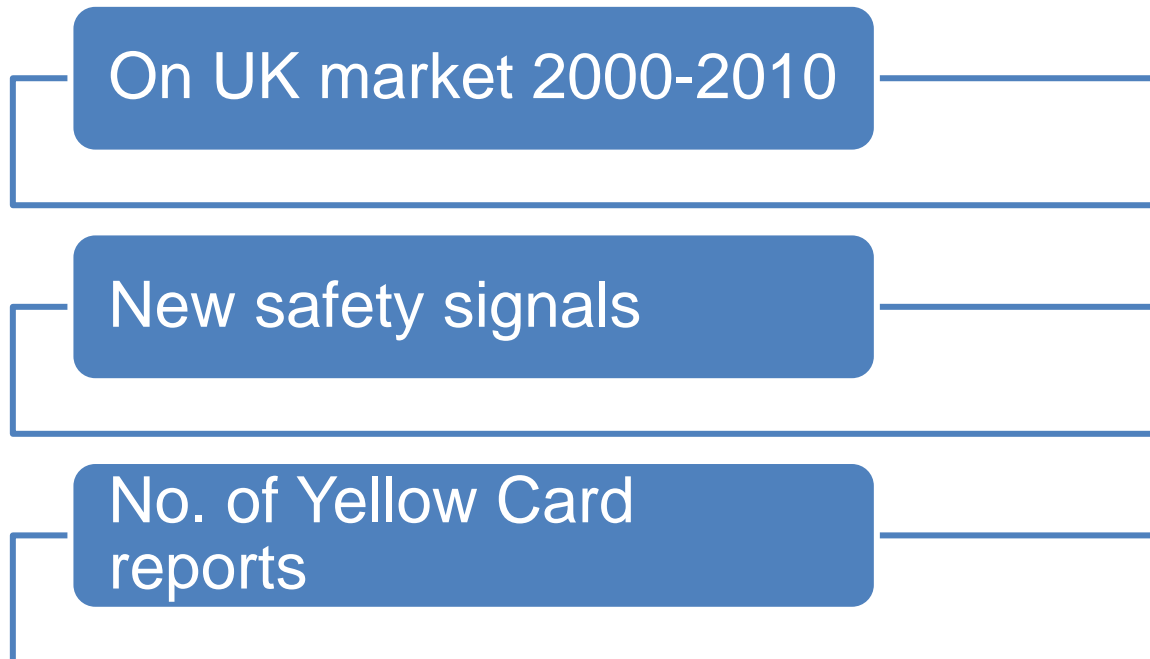 On UK market 2000-2010
New safety signals
No. of Yellow Card
reports